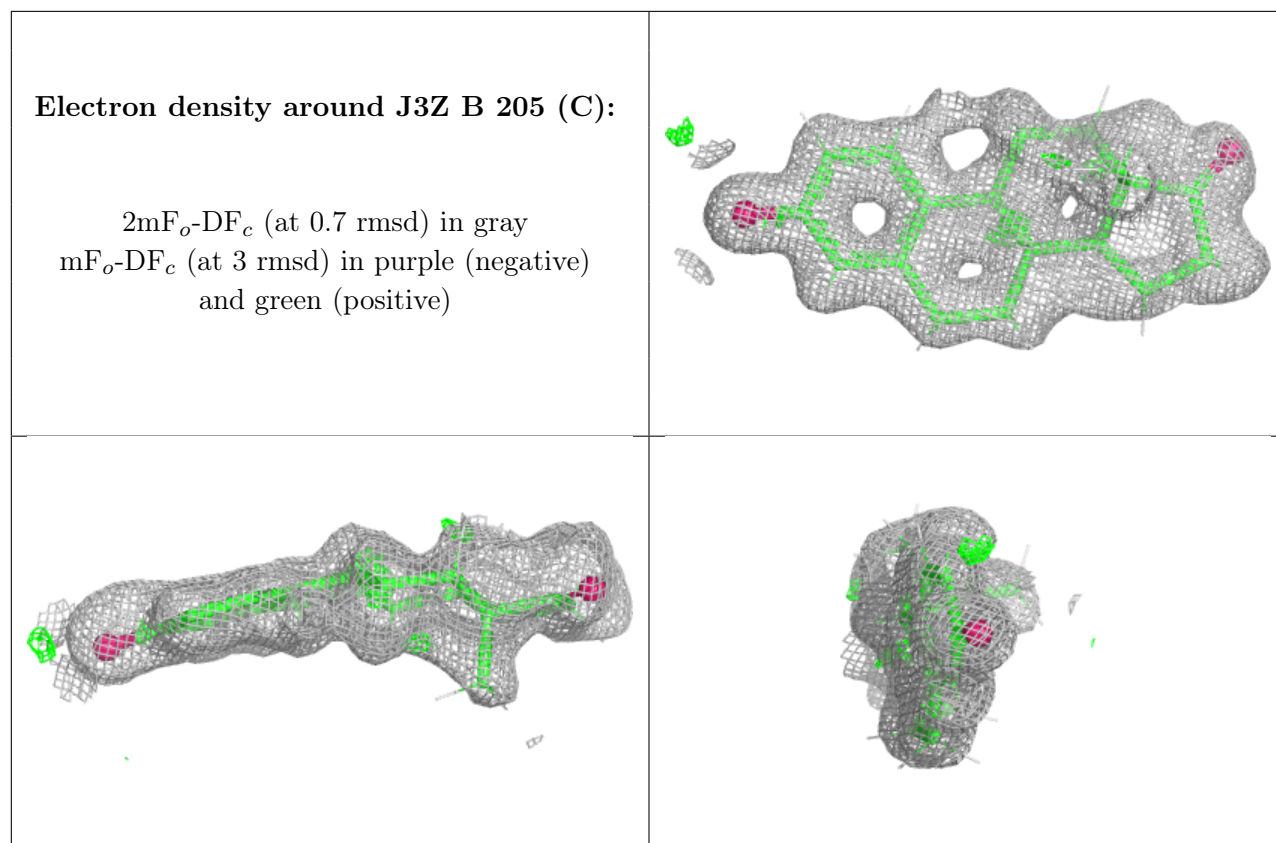 Electron density around J3Z B 205 (C):
2mFo-DFc (at 0.7 rmsd) in gray
mFo-DFc (at 3 rmsd) in purple (negative)
and green (positive)